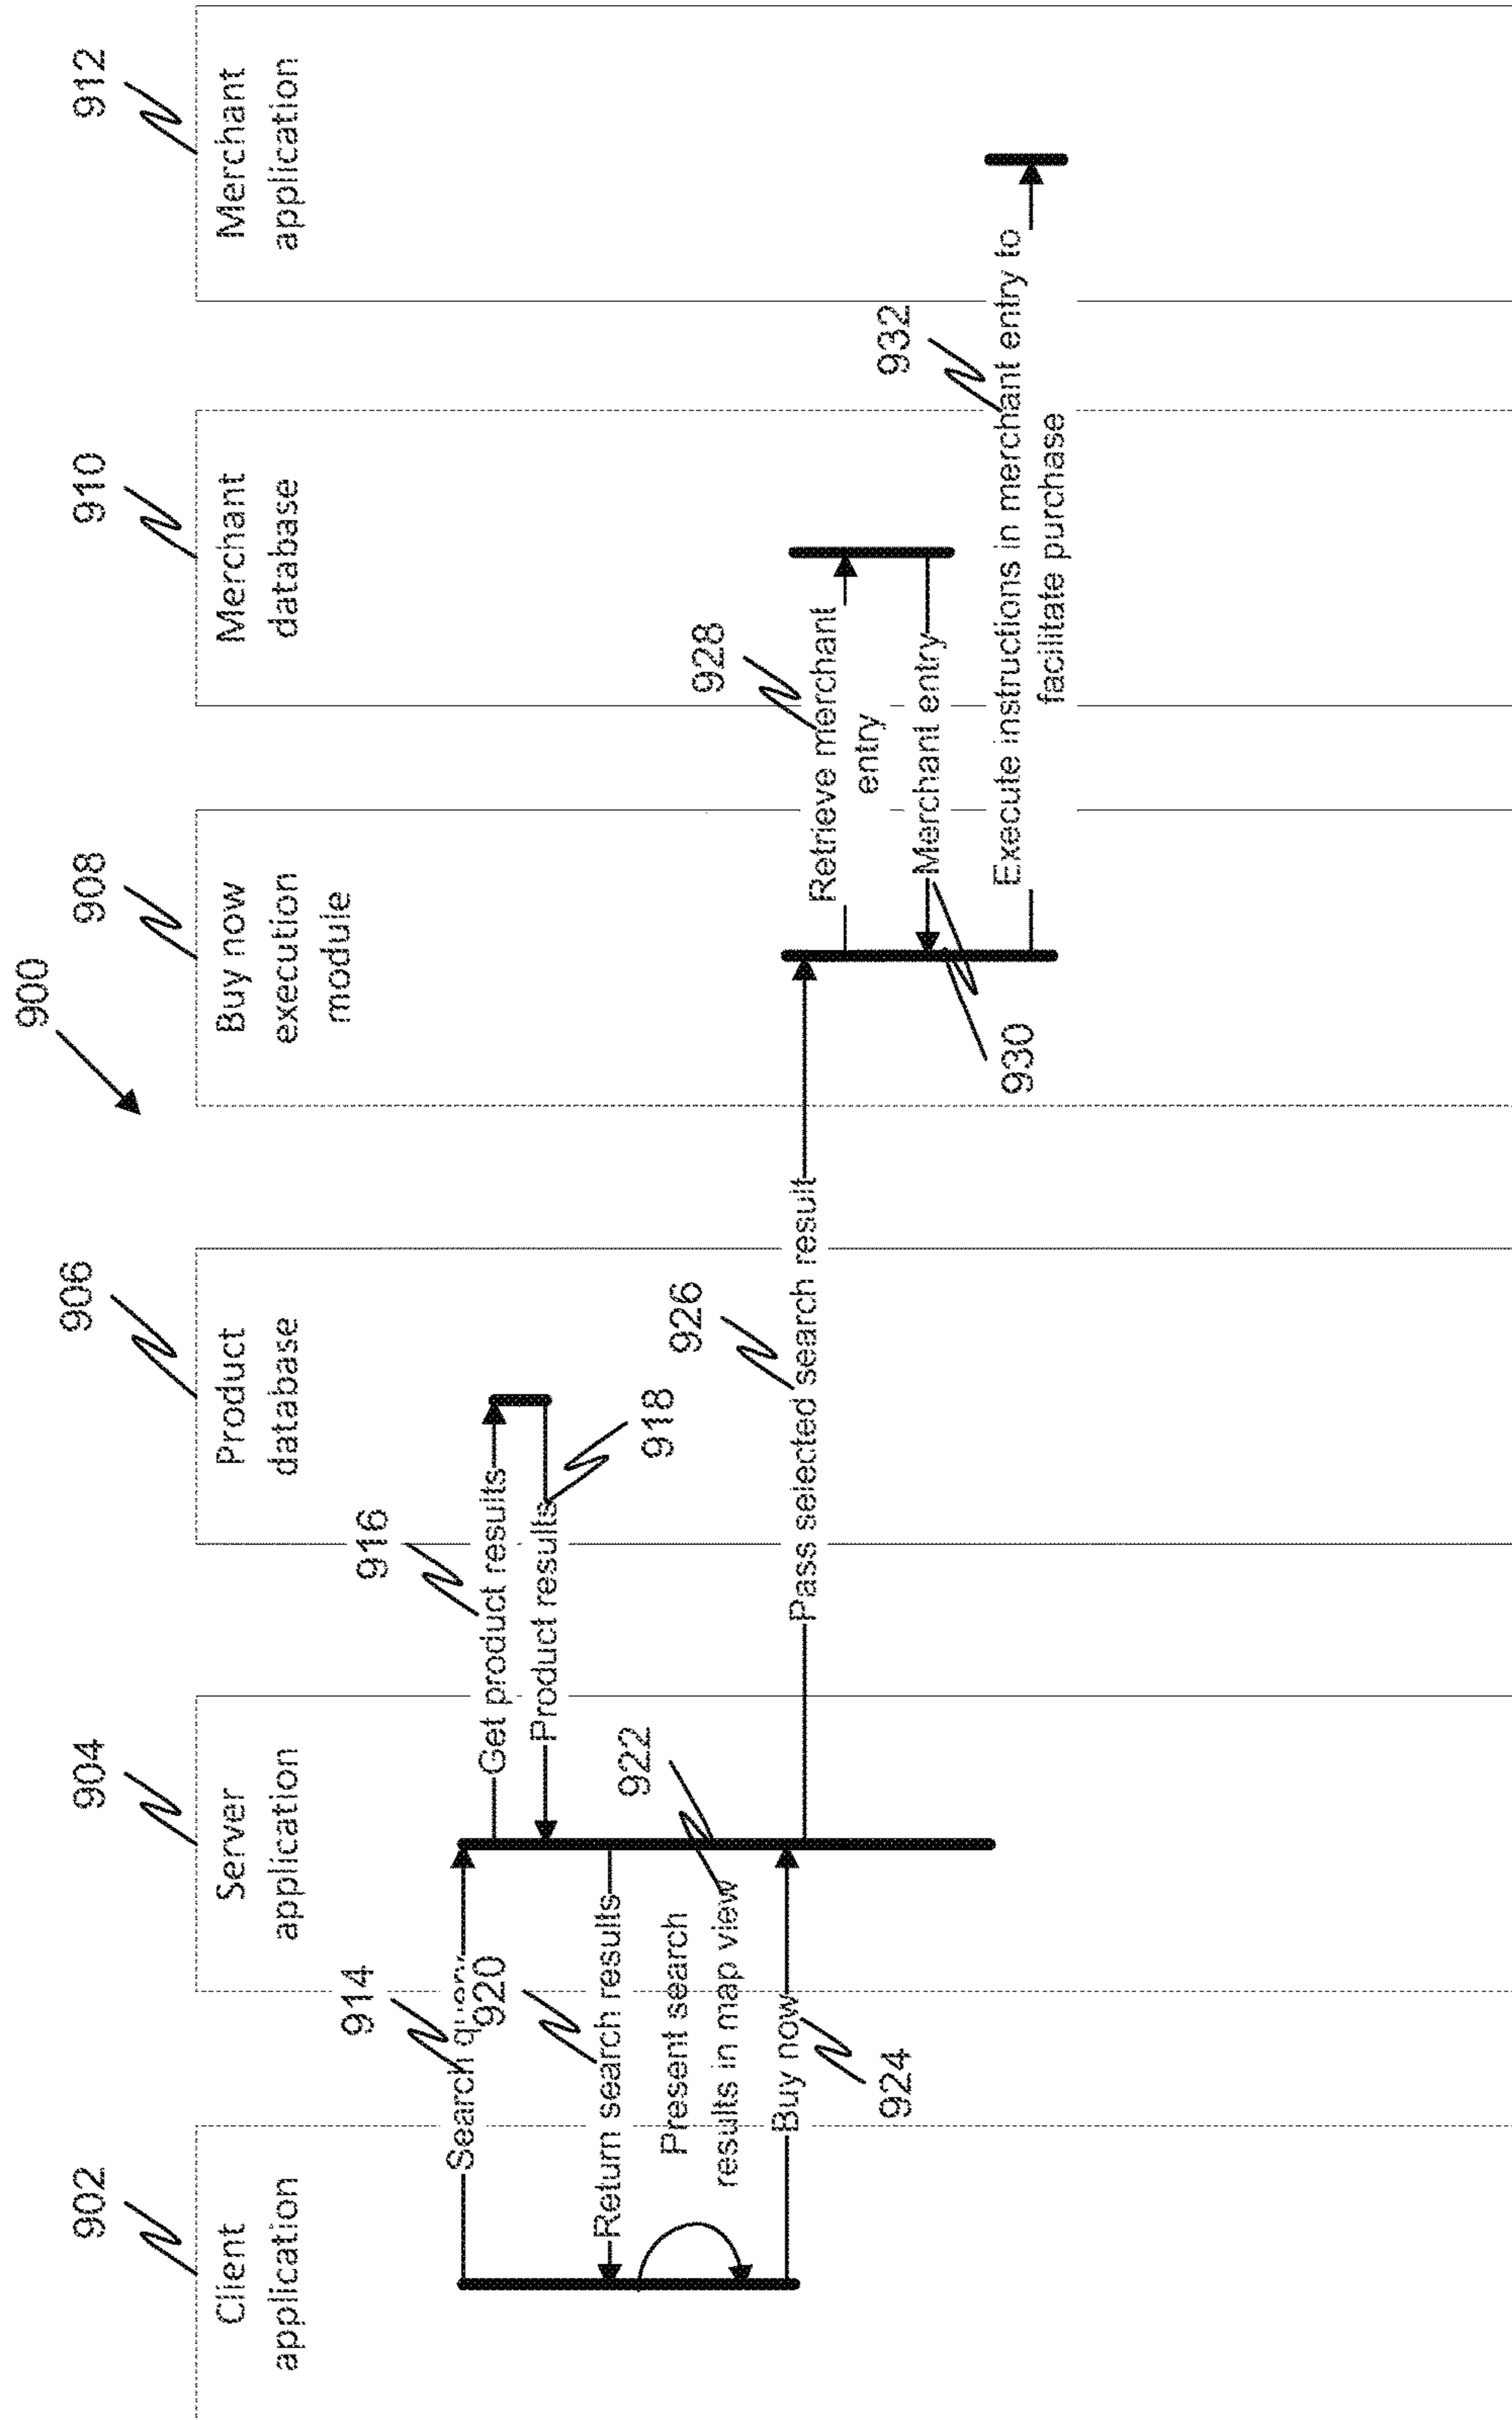 900
902
Client
application
904
Server
application
906
Product
database
908
Buy now
execution
module
910
Merchant
database
912
Merchant
application
914
Search
916
Get product results
918
Product results
920
Return search results
922
Present search
results in map view
924
Buy now
926
Pass selected search result
928
Retrieve merchant
entry
930
Merchant entry
932
Execute instructions in merchant entry to
facilitate purchase